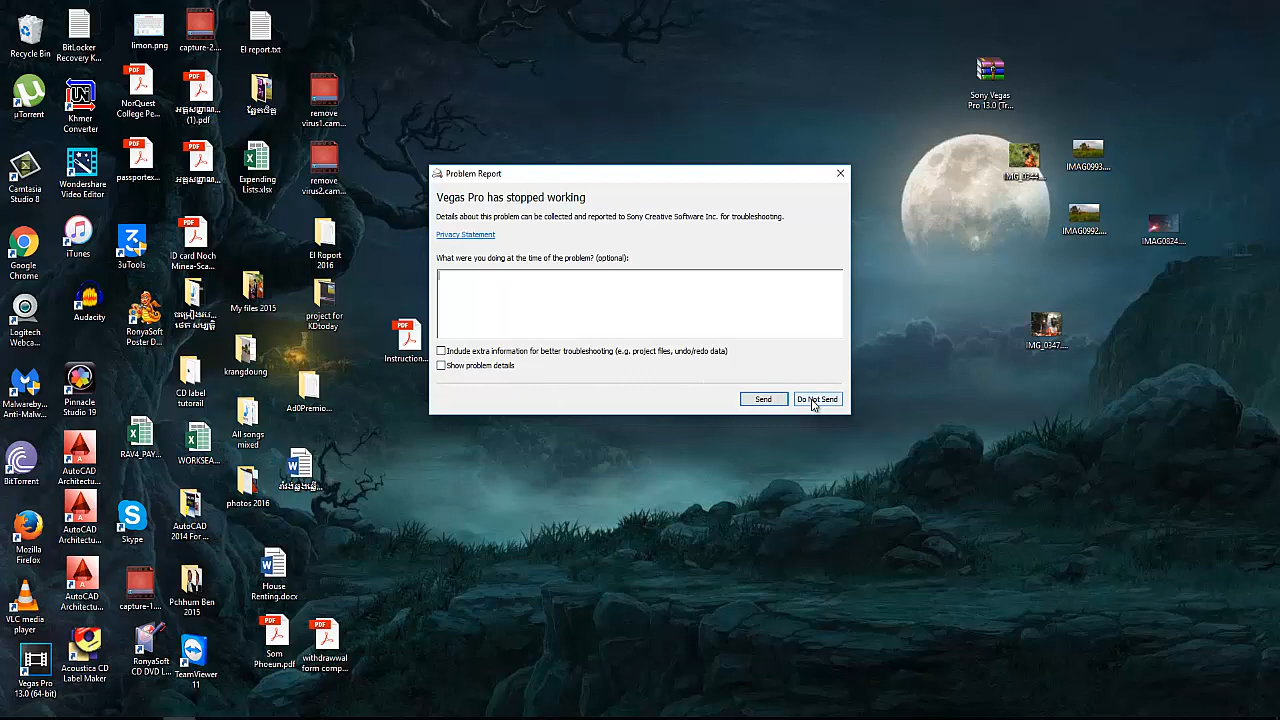 Recycle Bin
BitLocker
Recovery K...
limon.png
capture-2...
EI report.txt
µTorrent
Khmer
Converter
NorQuest
College Pe...
(1).pdf
remove
virus1.cam...
Camtasia
Studio 8
Wondershare
Video Editor
passportex...
Expending
Lists.xlsx
remove
virus2.cam...
Google
Chrome
iTunes
3uTools
ID card Noch
Minea-Sca...
EI Report
2016
Logitech
Webca...
Audacity
RonyaSoft
Poster D...
My files 2015
project for
KDtoday
Instruction...
Malwareby...
Anti-Malw...
Pinnacle
Studio 19
CD label
tutorail
krangdoung
Ad0Premio...
BitTorrent
AutoCAD
Architectu...
RAV4_PAY...
WORKSEA...
All songs
mixed
Mozilla
Firefox
AutoCAD
Architectu...
Skype
AutoCAD
2014 For ...
photos 2016
VLC media
player
AutoCAD
Architectu...
capture-1...
Pchhum Ben
2015
House
Renting.docx
Vegas Pro
13.0 (64-bit)
Acoustica CD
Label Maker
RonyaSoft
CD DVD L...
TeamViewer
11
Som
Phoeun.pdf
withdrawwal
form comp...
Problem Report
Vegas Pro has stopped working
Details about this problem can be collected and reported to Sony Creative Software Inc. for troubleshooting.
Privacy Statement
What were you doing at the time of the problem? (optional):
Include extra information for better troubleshooting (e.g. project files, undo/redo data)
Show problem details
Send
Do Not Send
Sony Vegas
Pro 13.0 (Tr...
IMG_0344...
IMAG0993...
IMAG0992...
IMAG0824...
IMG_0347...